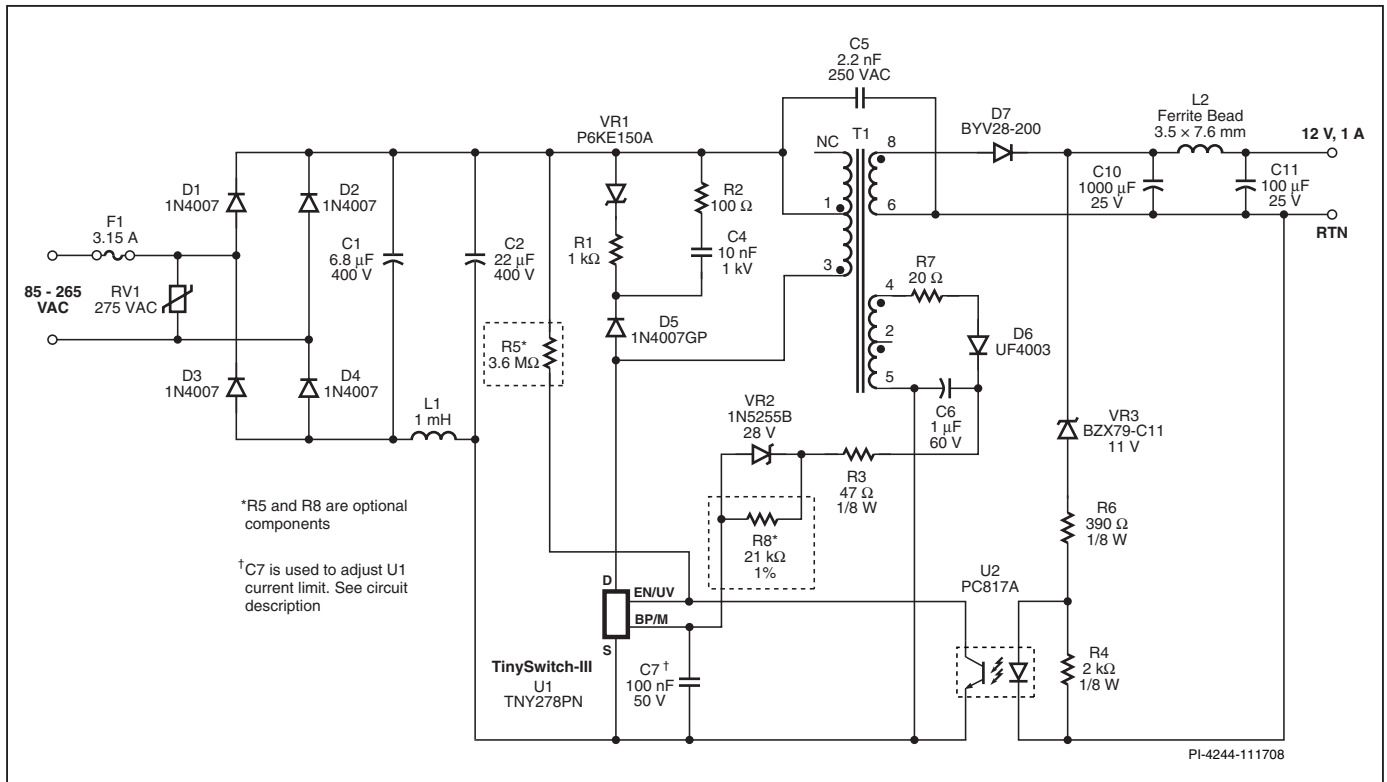 C5
2.2 nF
250 VAC
VR1
P6KE150A
NC
T1
8
D7
BYV28-200
L2
Ferrite Bead
3.5 × 7.6 mm
12 V, 1 A
D1
1N4007
D2
1N4007
R2
100 Ω
C10
1000 µF
25 V
C11
100 µF
25 V
F1
3.15 A
1
6
RTN
C1
6.8 µF
400 V
C2
22 µF
400 V
R1
1 kΩ
C4
10 nF
1 kV
3
R7
20 Ω
85 - 265
VAC
RV1
275 VAC
4
2
5
D6
UF4003
D5
1N4007GP
R5*
3.6 MΩ
D3
1N4007
D4
1N4007
L1
1 mH
C6
1 µF
60 V
VR2
1N5255B
28 V
VR3
BZX79-C11
11 V
R3
47 Ω
1/8 W
*R5 and R8 are optional
components
R8*
21 kΩ
1%
R6
390 Ω
1/8 W
†C7 is used to adjust U1
current limit. See circuit
description
D
EN/UV
BP/M
S
U2
PC817A
TinySwitch-III
U1
TNY278PN
C7 †
100 nF
50 V
R4
2 kΩ
1/8 W
PI-4244-111708